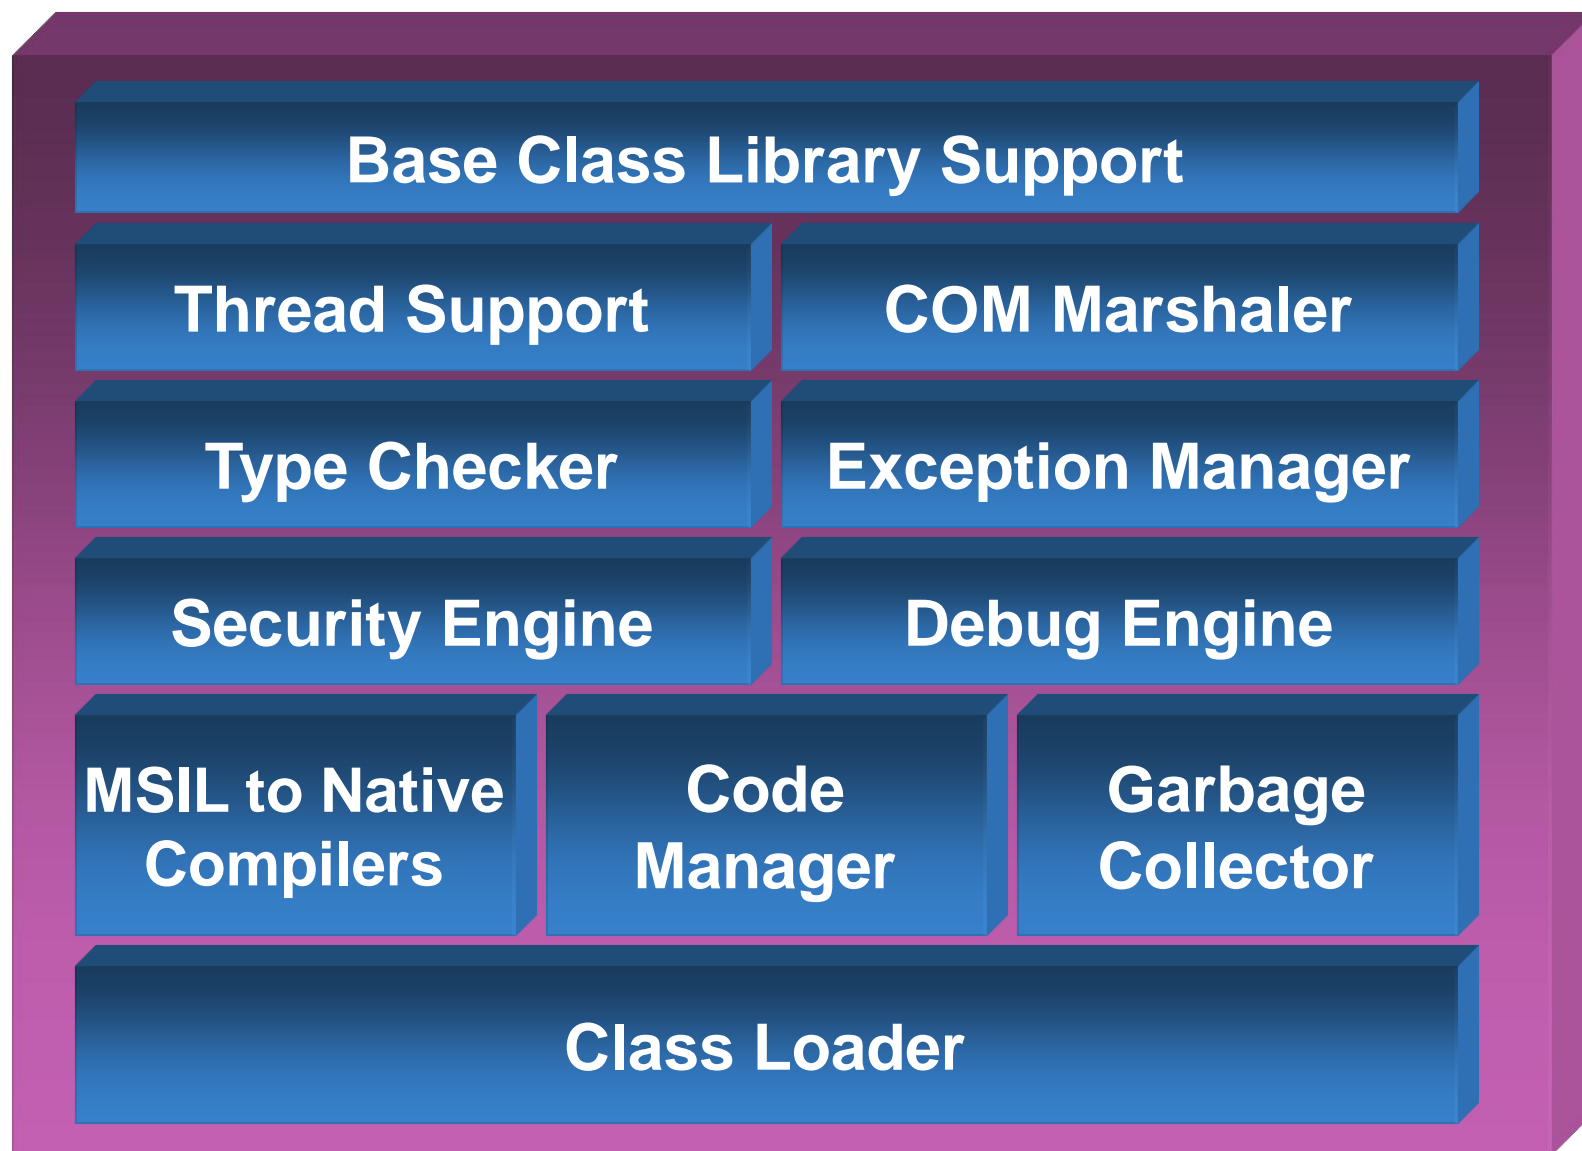 Base Class Library Support
Thread Support
COM Marshaler
Type Checker
Exception Manager
Security Engine
Debug Engine
MSIL to Native
Compilers
Code
Manager
Garbage
Collector
Class Loader